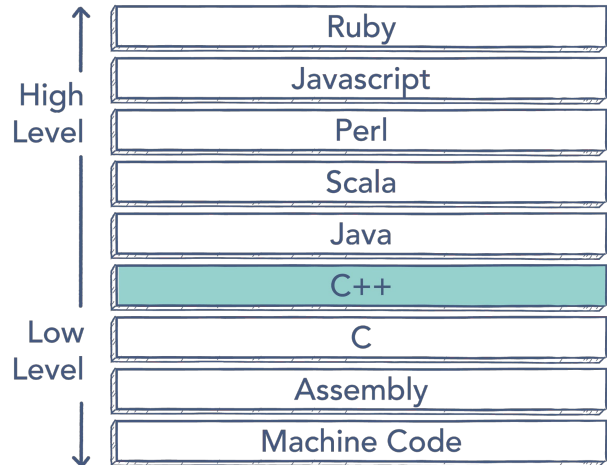 Ruby
Javascript
High
Level
Perl
Scala
Java
C++
Low
Level
C
Assembly
Machine Code